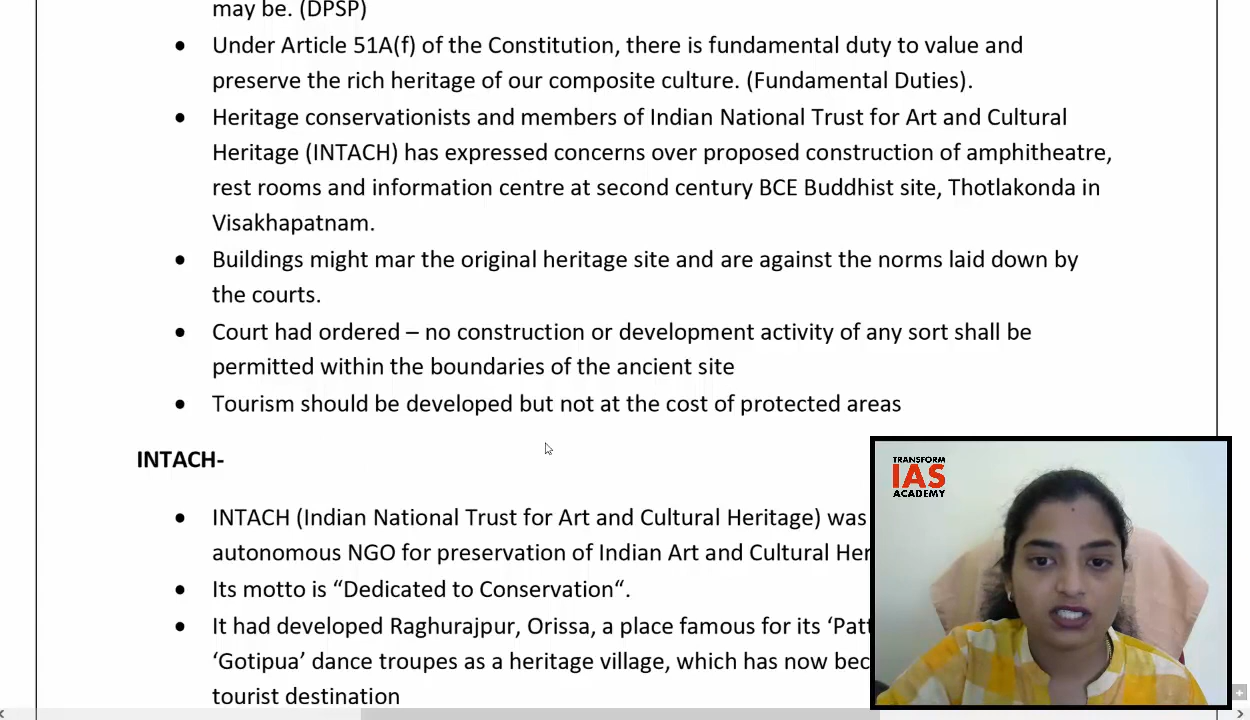 may be. (DPSP)
• Under Article 51A(f) of the Constitution, there is fundamental duty to value and
preserve the rich heritage of our composite culture. (Fundamental Duties).
• Heritage conservationists and members of Indian National Trust for Art and Cultural
Heritage (INTACH) has expressed concerns over proposed construction of amphitheatre,
rest rooms and information centre at second century BCE Buddhist site, Thotlakonda in
Visakhapatnam.
• Buildings might mar the original heritage site and are against the norms laid down by
the courts.
• Court had ordered – no construction or development activity of any sort shall be
permitted within the boundaries of the ancient site
• Tourism should be developed but not at the cost of protected areas
INTACH-
• INTACH (Indian National Trust for Art and Cultural Heritage) was
autonomous NGO for preservation of Indian Art and Cultural Her
• Its motto is “Dedicated to Conservation“.
• It had developed Raghurajpur, Orissa, a place famous for its ‘Patt
‘Gotipua’ dance troupes as a heritage village, which has now bec
tourist destination
TRANSFORM
IAS
ACADEMY